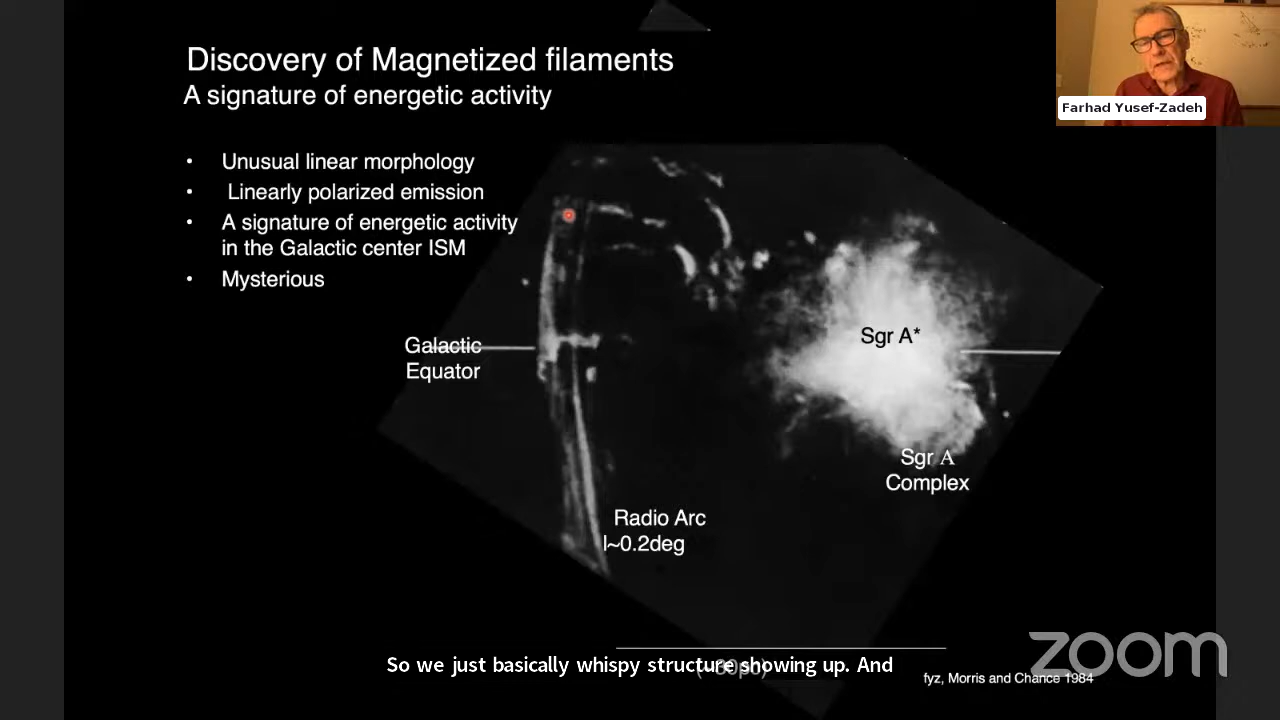 Discovery of Magnetized filaments
A signature of energetic activity
• Unusual linear morphology
• Linearly polarized emission
• A signature of energetic activity
in the Galactic center ISM
• Mysterious
Galactic
Equator
Sgr A*
Sgr A
Complex
Radio Arc
l~0.2deg
So we just basically whispy structure showing up. And
fyz, Morris and Chance 1984
Farhad Yusef-Zadeh
zoom